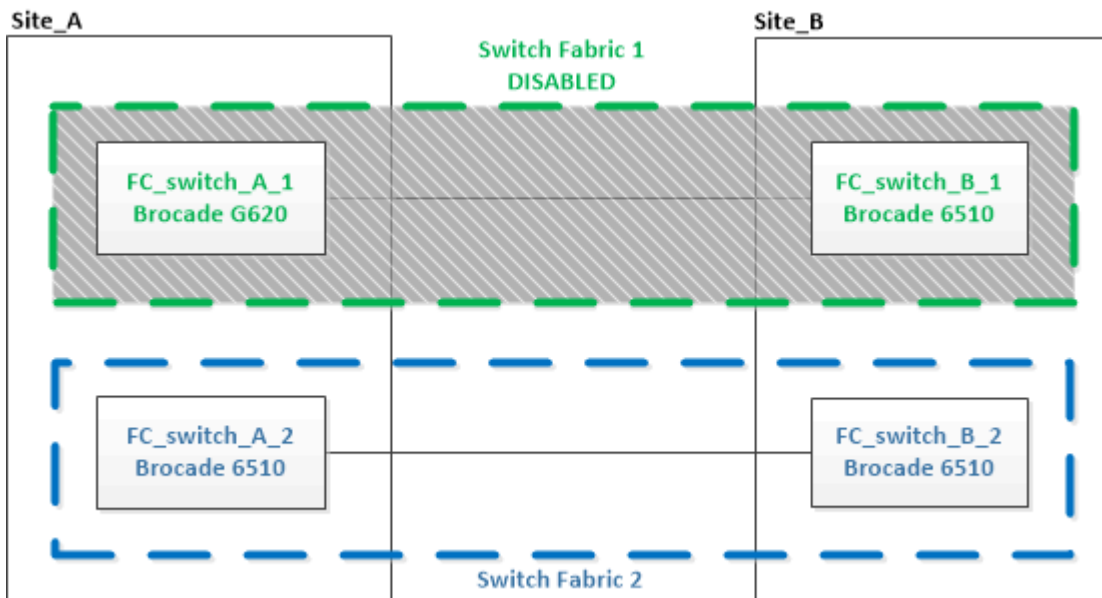 Site_A
Site_B
Switch Fabric 1
DISABLED
FC_switch_A_1
Brocade G620
FC_switch_B_1
Brocade 6510
FC_switch_A_2
Brocade 6510
FC_switch_B_2
Brocade 6510
Switch Fabric 2